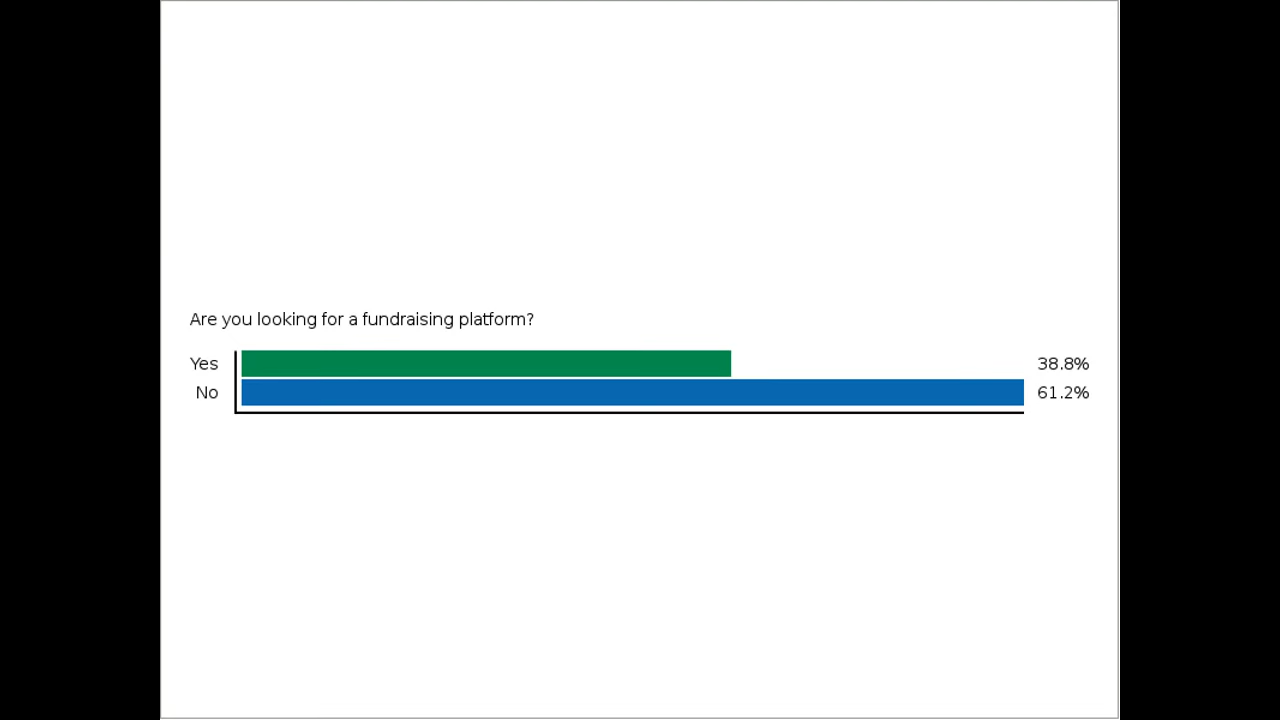 Are you looking for a fundraising platform?
Yes 38.8%
No 61.2%